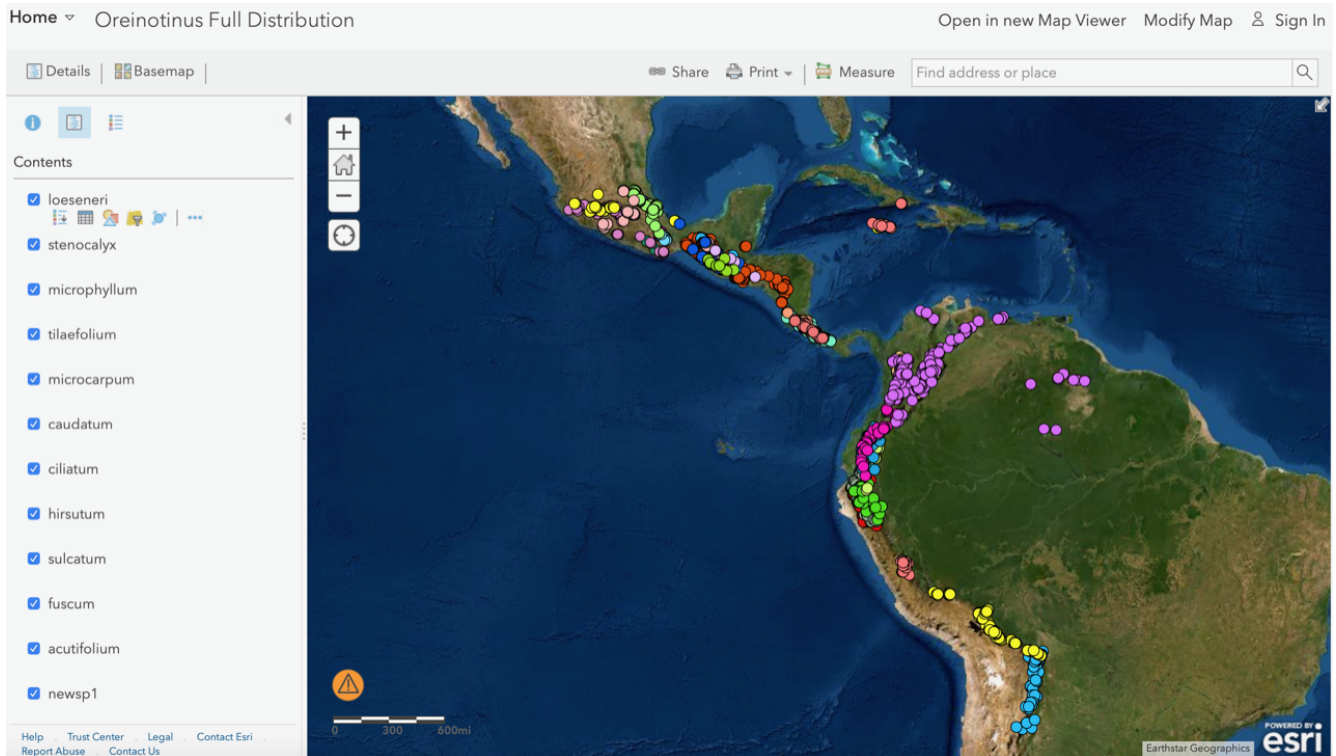 Home Oreinotinus Full Distribution Open in new Map Viewer Modify Map Sign In
Details Basemap Share Print Measure Find address or place
Contents
loeseneri
stenocalyx
microphyllum
tilaefolium
microcarpum
caudatum
ciliatum
hirsutum
sulcatum
fuscum
acutifolium
newsp1
Help Trust Center Legal Contact Esri
Report Abuse Contact Us
0 300 600mi
Earthstar Geographics
POWERED BY
esri